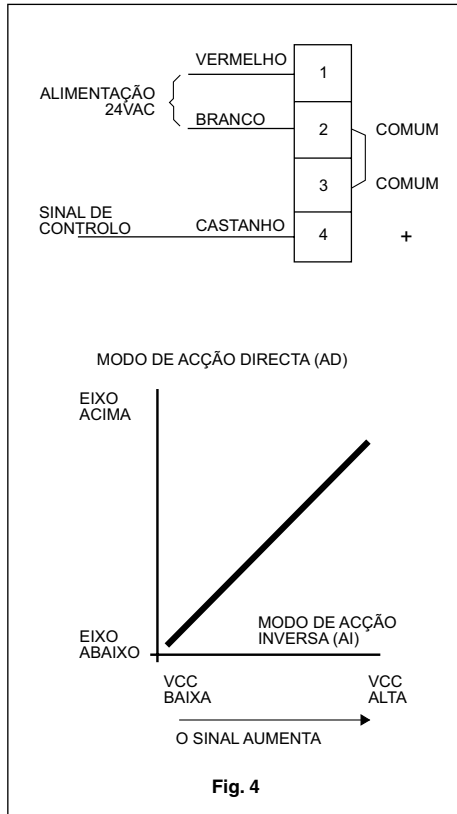 VERMELHO
1
ALIMENTAÇÃO
24VAC
BRANCO
2
COMUM
3
COMUM
SINAL DE
CONTROLO
CASTANHO
4
+
MODO DE ACÇÃO DIRECTA (AD)
EIXO
ACIMA
MODO DE ACÇÃO
INVERSA (AI)
EIXO
ABAIXO
VCC
BAIXA
VCC
ALTA
O SINAL AUMENTA
Fig. 4